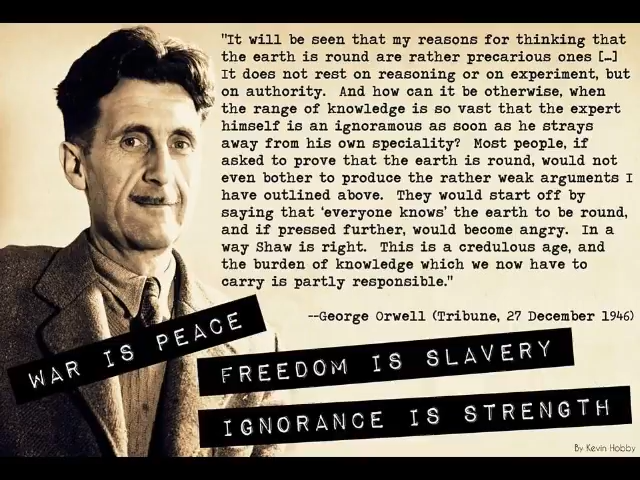 "It will be seen that my reasons for thinking that
the earth is round are rather precarious ones […]
It does not rest on reasoning or on experiment, but
on authority. And how can it be otherwise, when
the range of knowledge is so vast that the expert
himself is an ignoramus as soon as he strays
away from his own speciality? Most people, if
asked to prove that the earth is round, would not
even bother to produce the rather weak arguments I
have outlined above. They would start off by
saying that 'everyone knows' the earth to be round,
and if pressed further, would become angry. In a
way Shaw is right. This is a credulous age, and
the burden of knowledge which we now have to
carry is partly responsible."
--George Orwell (Tribune, 27 December 1946)
WAR IS PEACE
FREEDOM IS SLAVERY
IGNORANCE IS STRENGTH
By Kevin Hobby